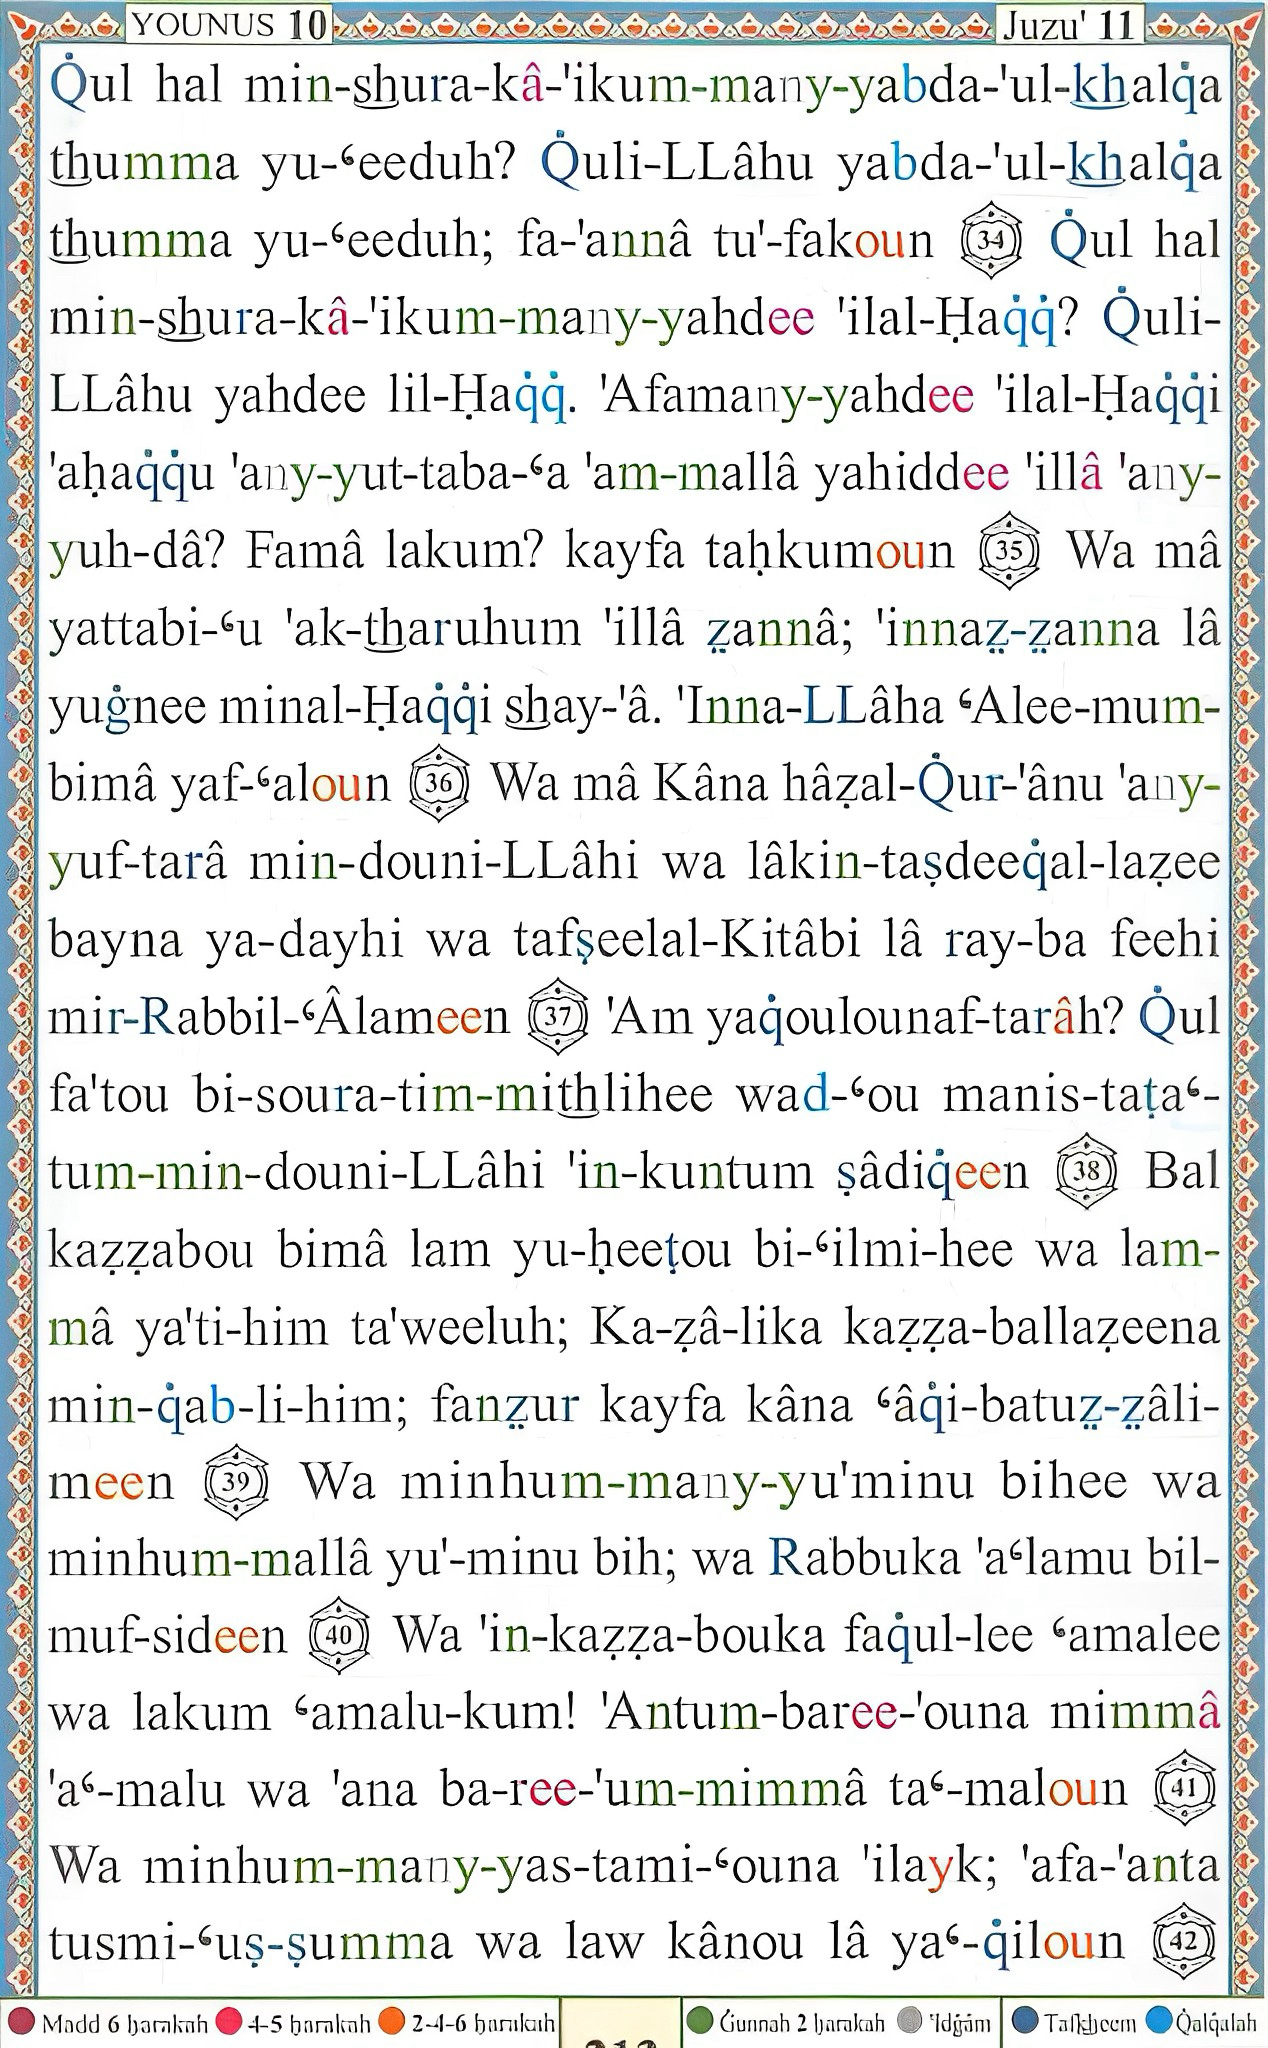 YOUNUS 10
Juzu' 11
Q̇ul hal min-s͟hura-kâ-'ikum-many-yabda-'ul-k͟halq̇a
t͟humma yu-ʿeeduh? Q̇uli-LLâhu yabda-'ul-k͟halq̇a
t͟humma yu-ʿeeduh; fa-'annâ tu'-fakoun 34 Q̇ul hal
min-s͟hura-kâ-'ikum-many-yahdee 'ilal-Ḥaq̇q̇? Q̇uli-
LLâhu yahdee lil-Ḥaq̇q̇. 'Afamany-yahdee 'ilal-Ḥaq̇q̇i
'aḥaq̇q̇u 'any-yut-taba-ʿa 'am-mallâ yahiddee 'illâ 'any-
yuh-dâ? Famâ lakum? kayfa taḥkumoun 35 Wa mâ
yattabi-ʿu 'ak-t͟haruhum 'illâ z̤annâ; 'innaz̤-z̤anna lâ
yuġnee minal-Ḥaq̇q̇i s͟hay-'â. 'Inna-LLâha ʿAlee-mum-
bimâ yaf-ʿaloun 36 Wa mâ Kâna hâẓal-Q̇ur-'ânu 'any-
yuf-tarâ min-douni-LLâhi wa lâkin-taṣdeeq̇al-laẓee
bayna ya-dayhi wa tafṣeelal-Kitâbi lâ ray-ba feehi
mir-Rabbil-ʿÂlameen 37 'Am yaq̇oulounaf-tarâh? Q̇ul
fa'tou bi-soura-tim-mit͟hlihee wad-ʿou manis-taṭaʿ-
tum-min-douni-LLâhi 'in-kuntum ṣâdiq̇een 38 Bal
kaẓẓabou bimâ lam yu-ḥeeṭou bi-ʿilmi-hee wa lam-
mâ ya'ti-him ta'weeluh; Ka-ẓâ-lika kaẓẓa-ballaẓeena
min-q̇ab-li-him; fanz̤ur kayfa kâna ʿâq̇i-batuz̤-z̤âli-
meen 39 Wa minhum-many-yu'minu bihee wa
minhum-mallâ yu'-minu bih; wa Rabbuka 'aʿlamu bil-
muf-sideen 40 Wa 'in-kaẓẓa-bouka faq̇ul-lee ʿamalee
wa lakum ʿamalu-kum! 'Antum-baree-'ouna mimmâ
'aʿ-malu wa 'ana ba-ree-'um-mimmâ taʿ-maloun 41
Wa minhum-many-yas-tami-ʿouna 'ilayk; 'afa-'anta
tusmi-ʿuṣ-ṣumma wa law kânou lâ yaʿ-q̇iloun 42
Madd 6 ḥarakah 4-5 ḥarakah 2-4-6 ḥarakah Ġunnah 2 ḥarakah 'Idġâm Tafk͟heem Q̇alq̇alah